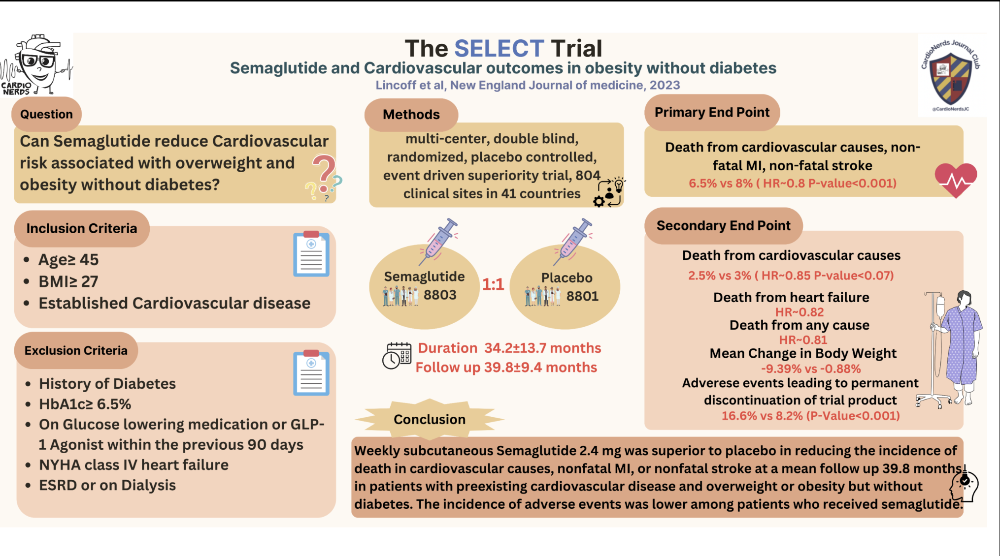 CARDIO
NERDS
The SELECT Trial
Semaglutide and Cardiovascular outcomes in obesity without diabetes
Lincoff et al, New England Journal of medicine, 2023
CardioNerds Journal Club
@CardioNerdsJC
Question
Can Semaglutide reduce Cardiovascular
risk associated with overweight and
obesity without diabetes?
?
?
?
?
Inclusion Criteria
• Age≥ 45
• BMI≥ 27
• Established Cardiovascular disease
Exclusion Criteria
• History of Diabetes
• HbA1c≥ 6.5%
• On Glucose lowering medication or GLP-
1 Agonist within the previous 90 days
• NYHA class IV heart failure
• ESRD or on Dialysis
Methods
multi-center, double blind,
randomized, placebo controlled,
event driven superiority trial, 804
clinical sites in 41 countries
Semaglutide
8803
1:1
Placebo
8801
Duration 34.2±13.7 months
Follow up 39.8±9.4 months
Primary End Point
Death from cardiovascular causes, non-
fatal MI, non-fatal stroke
6.5% vs 8% ( HR~0.8 P-value<0.001)
Secondary End Point
Death from cardiovascular causes
2.5% vs 3% ( HR~0.85 P-value<0.07)
Death from heart failure
HR~0.82
Death from any cause
HR~0.81
Mean Change in Body Weight
-9.39% vs -0.88%
Adverese events leading to permanent
discontinuation of trial product
16.6% vs 8.2% (P-Value<0.001)
Conclusion
Weekly subcutaneous Semaglutide 2.4 mg was superior to placebo in reducing the incidence of
death in cardiovascular causes, nonfatal MI, or nonfatal stroke at a mean follow up 39.8 months
in patients with preexisting cardiovascular disease and overweight or obesity but without
diabetes. The incidence of adverse events was lower among patients who received semaglutide.